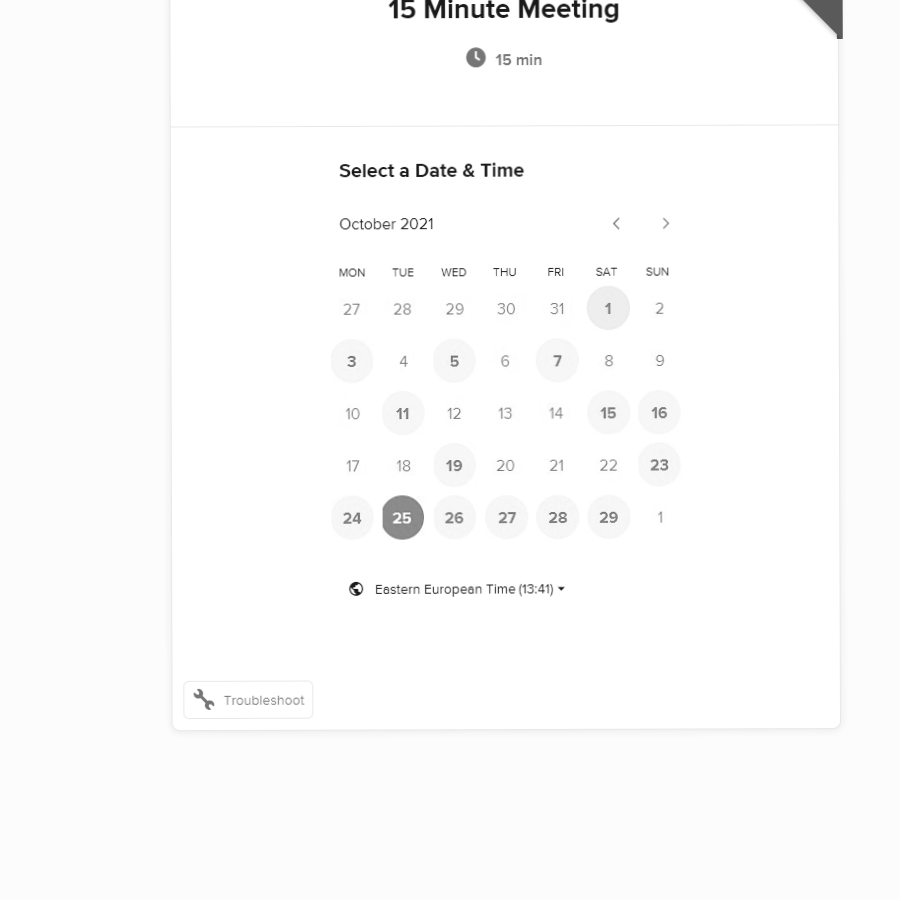 15 Minute Meeting
15 min
Select a Date & Time
October 2021
MON TUE WED THU FRI SAT SUN
27 28 29 30 31 1 2
3 4 5 6 7 8 9
10 11 12 13 14 15 16
17 18 19 20 21 22 23
24 25 26 27 28 29 1
Eastern European Time (13:41)
Troubleshoot